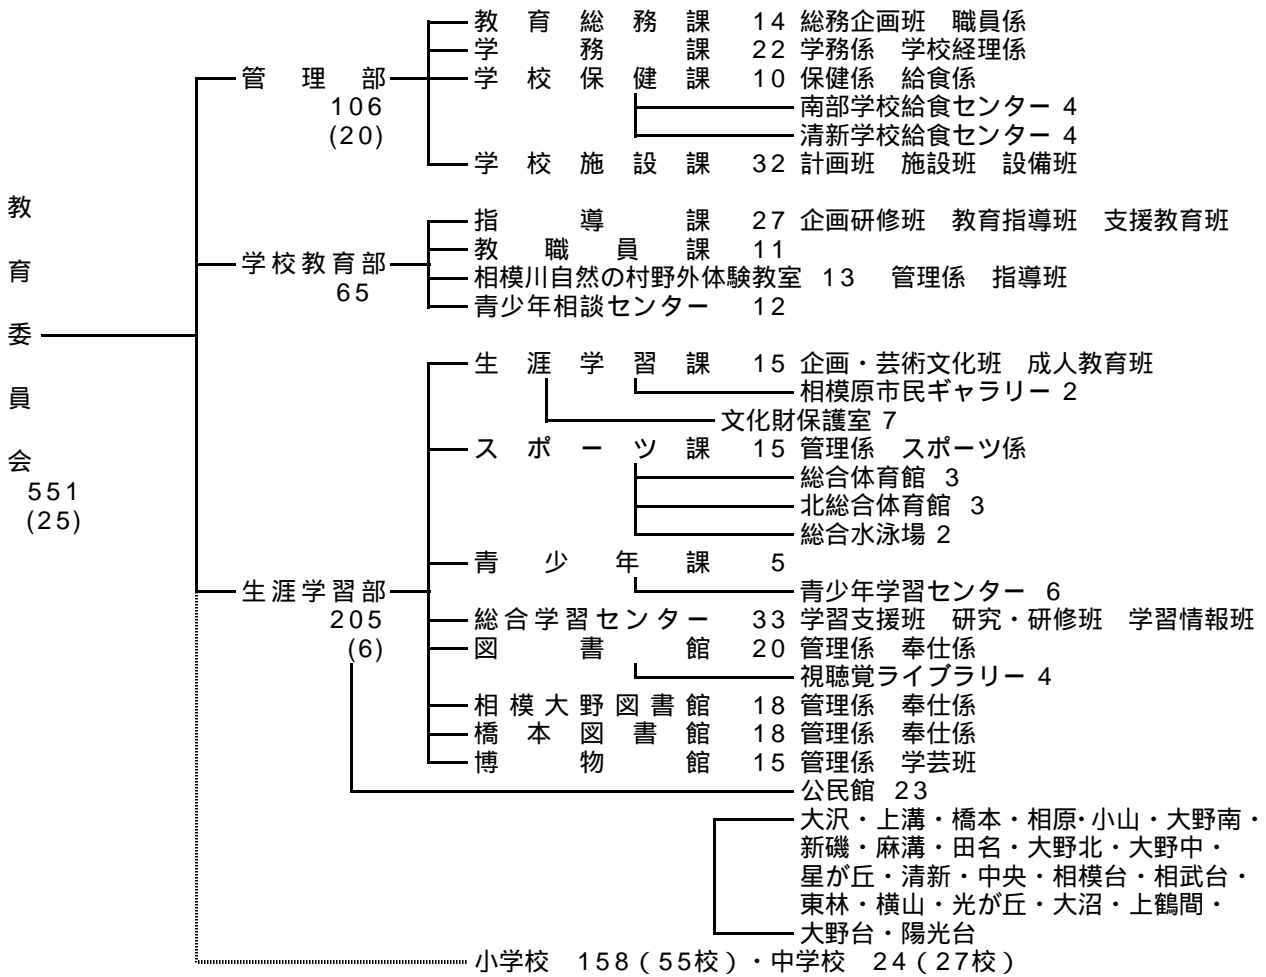 教育総務課 14 総務企画班 職員係
学務課 22 学務係 学校経理係
管理部 学校保健課 10 保健係 給食係
106 南部学校給食センター 4
(20) 清新学校給食センター 4
学校施設課 32 計画班 施設班 設備班
教育委員会
551
(25)
指導課 27 企画研修班 教育指導班 支援教育班
教職員課 11
学校教育部
65
相模川自然の村野外体験教室 13 管理係 指導班
青少年相談センター 12
生涯学習課 15 企画・芸術文化班 成人教育班
相模原市民ギャラリー 2
文化財保護室 7
スポーツ課 15 管理係 スポーツ係
総合体育館 3
北総合体育館 3
総合水泳場 2
青少年課 5
生涯学習部 青少年学習センター 6
205 総合学習センター 33 学習支援班 研究・研修班 学習情報班
(6) 図書館 20 管理係 奉仕係
視聴覚ライブラリー 4
相模大野図書館 18 管理係 奉仕係
橋本図書館 18 管理係 奉仕係
博物館 15 管理係 学芸班
公民館 23
大沢・上溝・橋本・相原・小山・大野南・
新磯・麻溝・田名・大野北・大野中・
星が丘・清新・中央・相模台・相武台・
東林・横山・光が丘・大沼・上鶴間・
大野台・陽光台
小学校 158(55校)・中学校 24(27校)